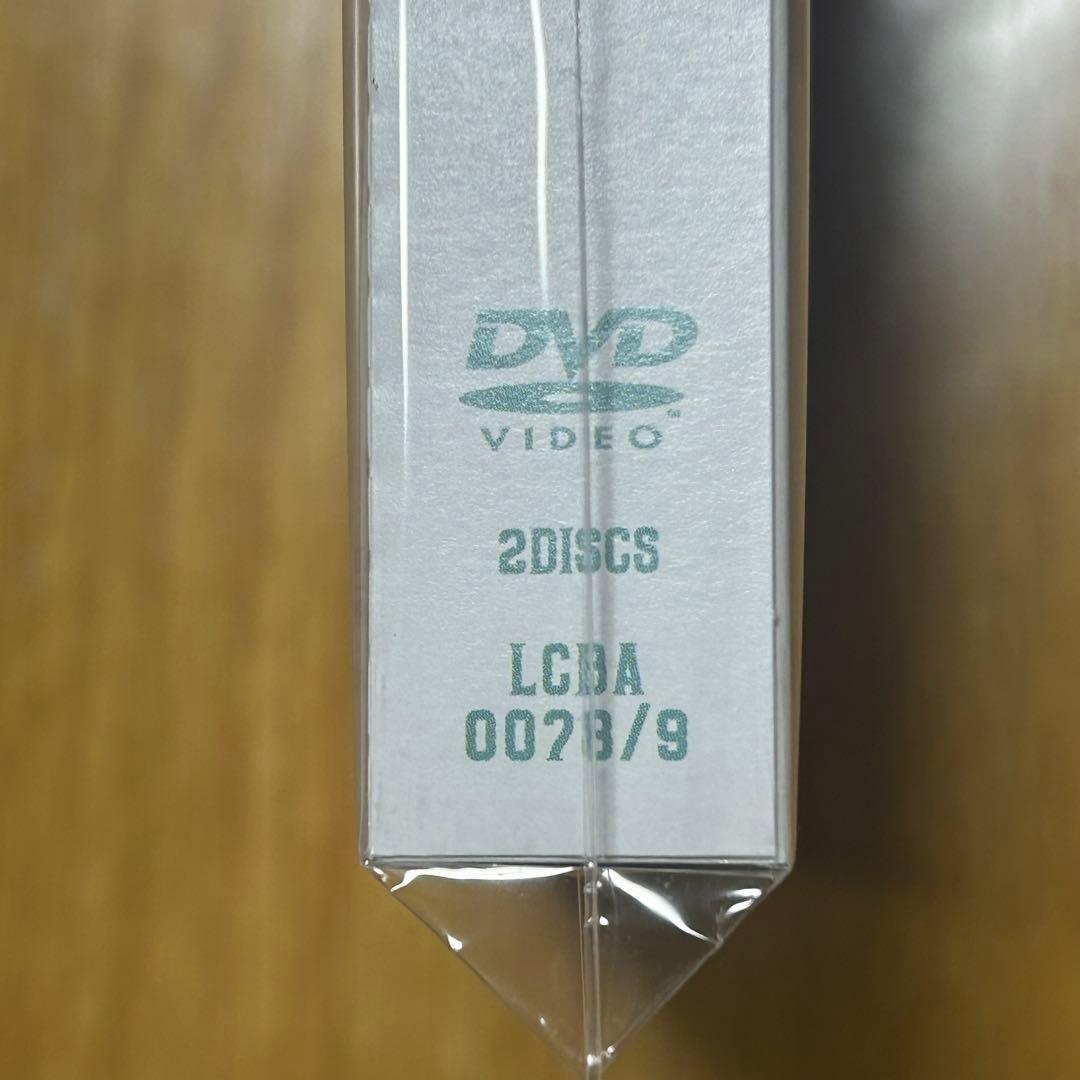 DVD
VIDEO
2DISCS
LCBA
0078/9